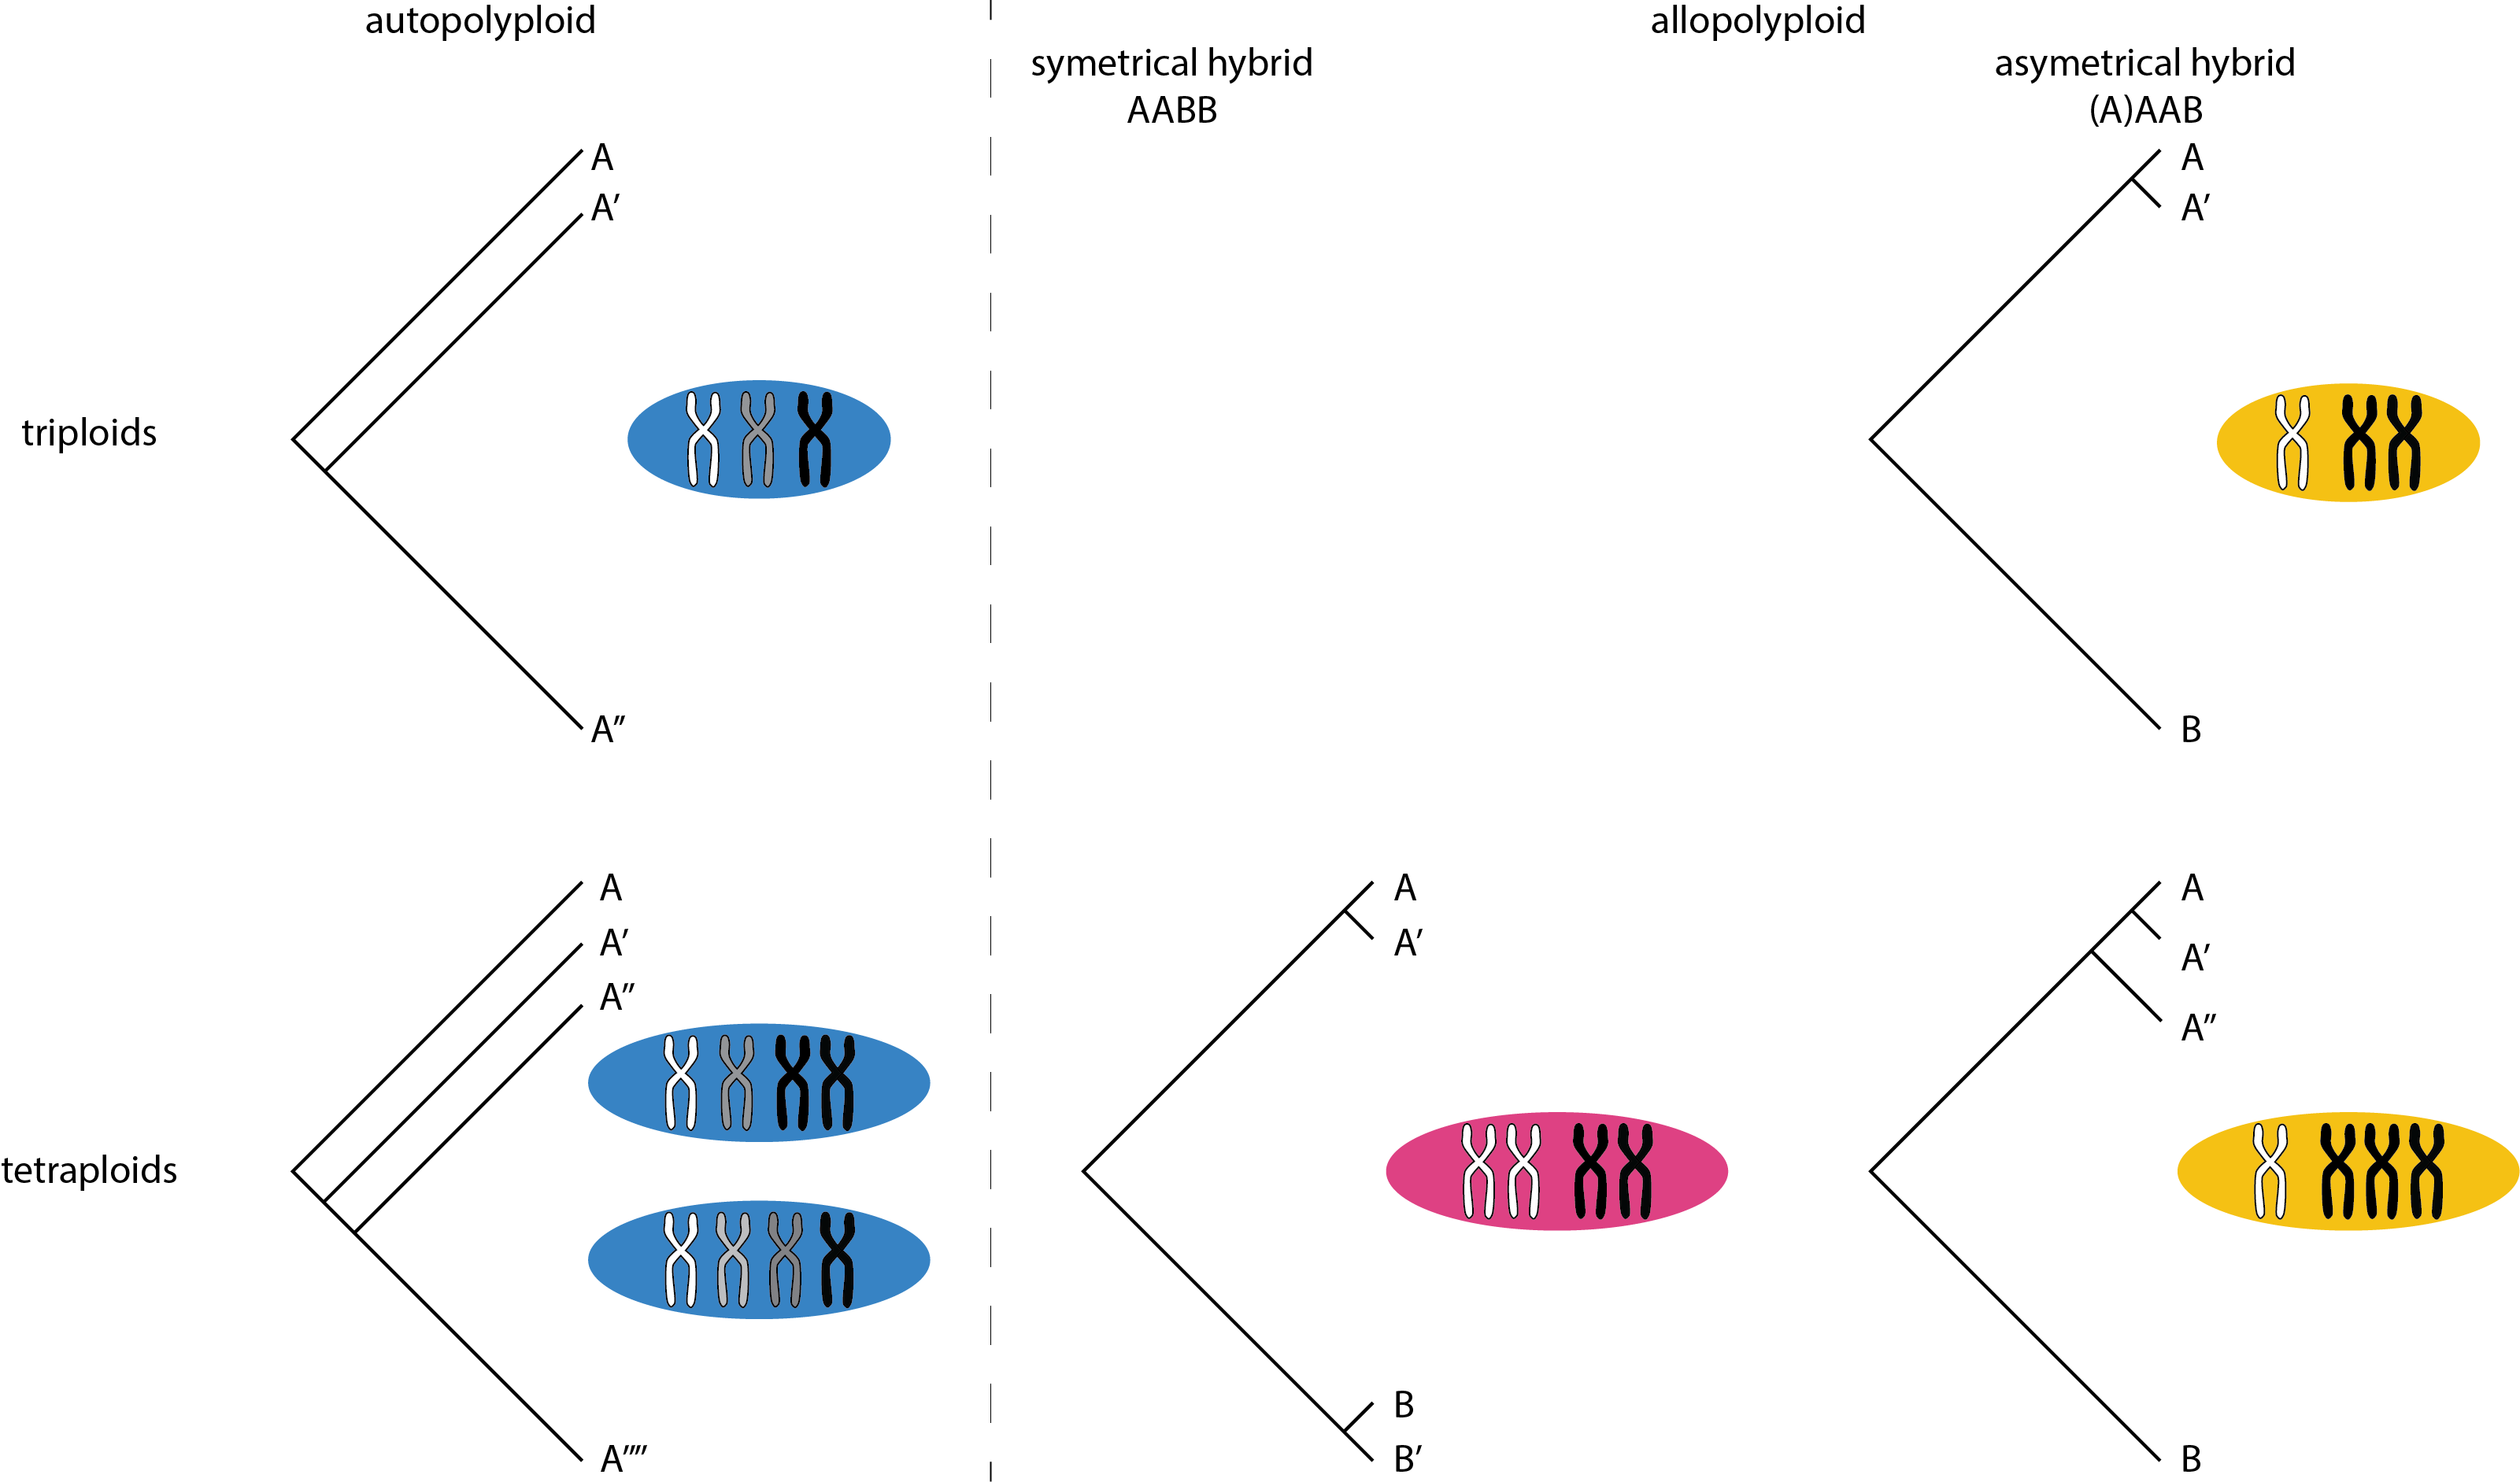 autopolyploid
allopolyploid
symetrical hybrid
AABB
asymetrical hybrid
(A)AAB
triploids
A
A′
A″
A
A′
B
tetraploids
A
A′
A″
A″″
A
A′
B
B′
A
A′
A″
B